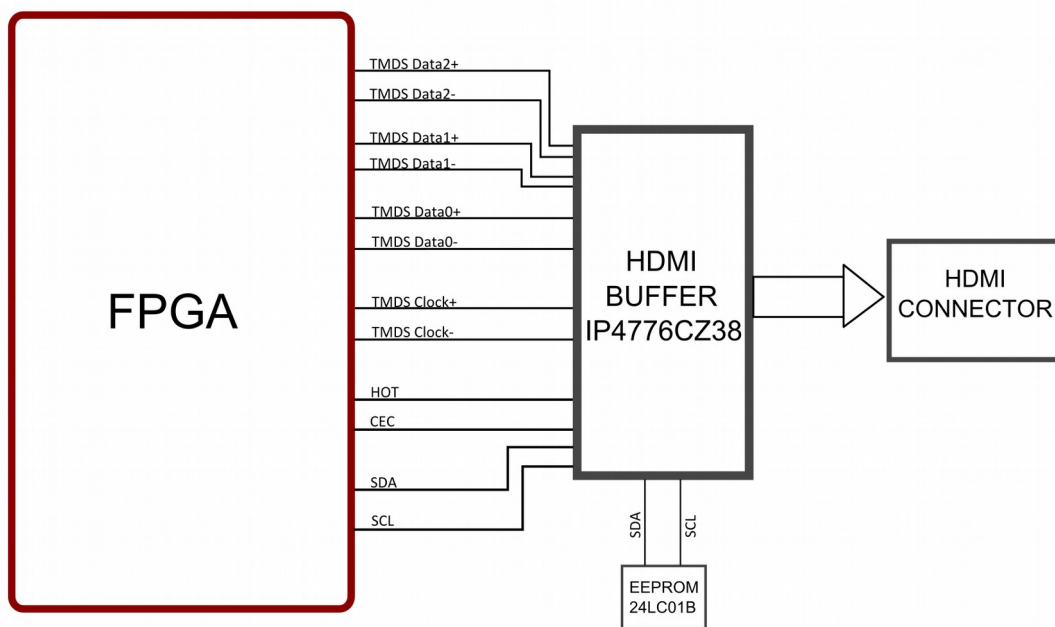 TMDS Data2+
TMDS Data2-
TMDS Data1+
TMDS Data1-
TMDS Data0+
TMDS Data0-
TMDS Clock+
TMDS Clock-
HOT
CEC
SDA
SCL
FPGA
HDMI
BUFFER
IP4776CZ38
HDMI
CONNECTOR
SDA
SCL
EEPROM
24LC01B